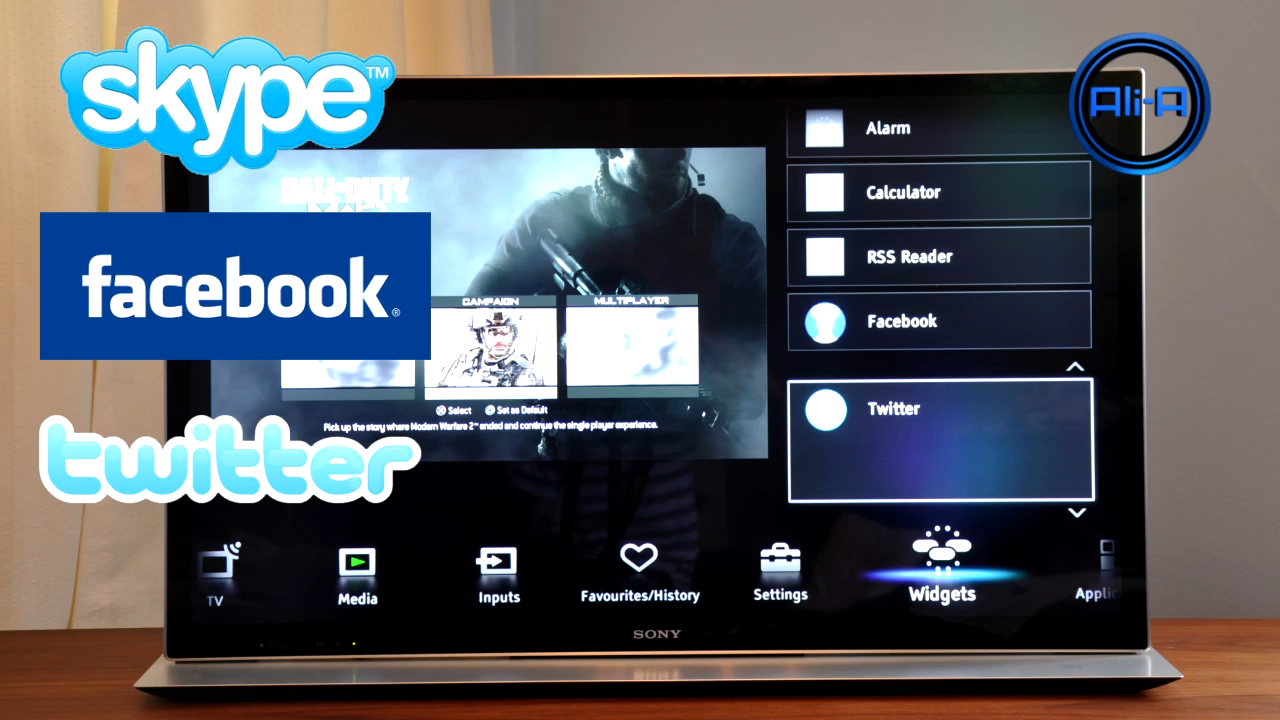 skype™
Ali-A
Alarm
Calculator
CALL OF DUTY
RSS Reader
facebook®
CAMPAIGN
MULTIPLAYER
Facebook
Select
Set as Default
Pick up the story where Modern Warfare 2™ ended and continue the single player experience.
Twitter
twitter
TV
Media
Inputs
Favourites/History
Settings
Widgets
Applic
SONY